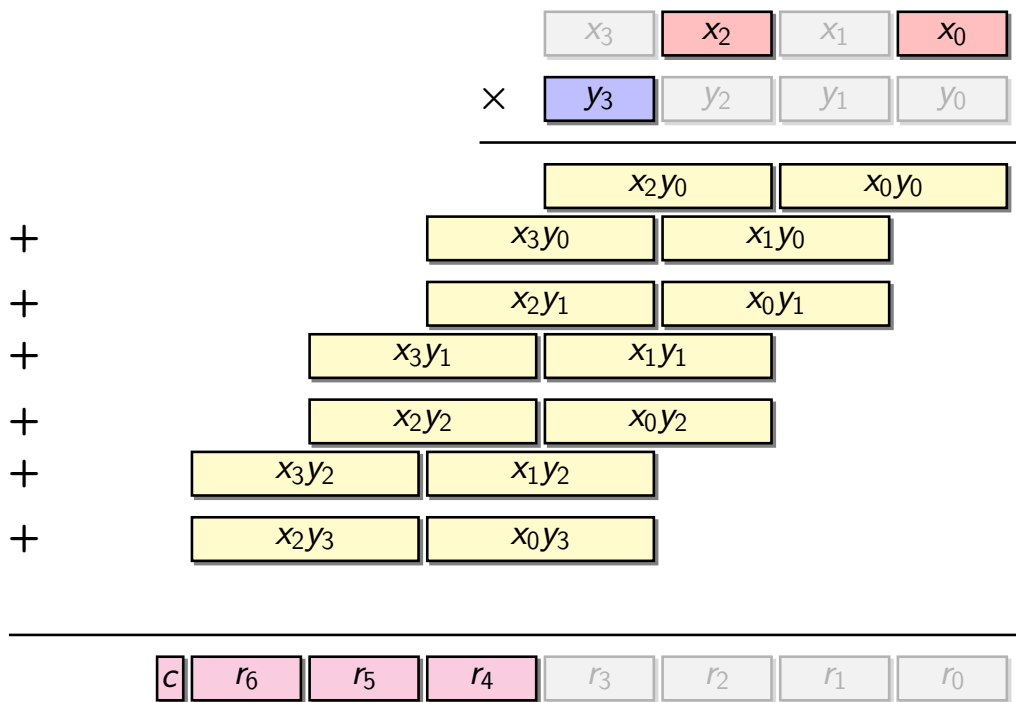 x₃ x₂ x₁ x₀
× y₃ y₂ y₁ y₀
x₂y₀ x₀y₀
+ x₃y₀ x₁y₀
+ x₂y₁ x₀y₁
+ x₃y₁ x₁y₁
+ x₂y₂ x₀y₂
+ x₃y₂ x₁y₂
+ x₂y₃ x₀y₃
c r₆ r₅ r₄ r₃ r₂ r₁ r₀